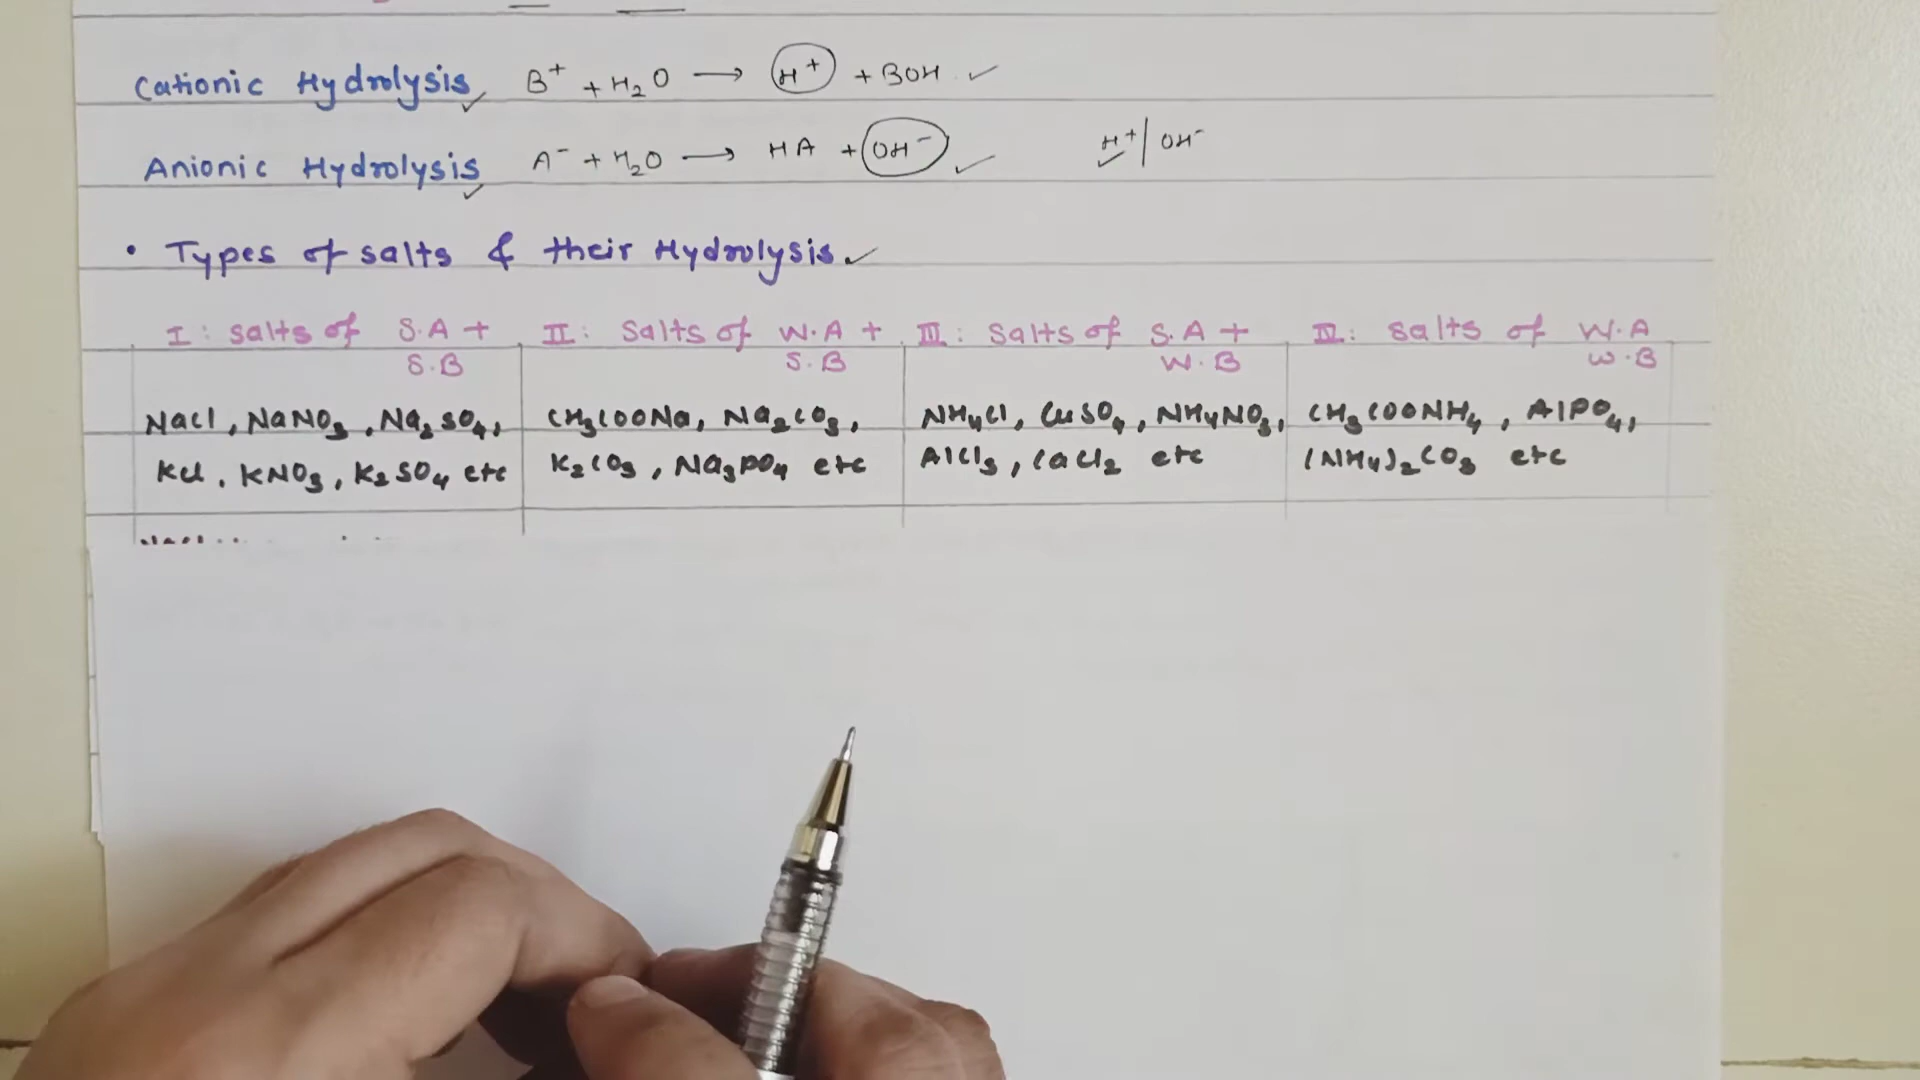 Cationic Hydrolysis B⁺ + H₂O → H⁺ + BOH
Anionic Hydrolysis A⁻ + H₂O → HA + OH⁻ H⁺ | OH⁻
• Types of salts & their Hydrolysis
I : salts of S.A + S.B
NaCl, NaNO₃, Na₂SO₄,
KCl, KNO₃, K₂SO₄ etc
II : salts of W.A + S.B
CH₃COONa, Na₂CO₃,
K₂CO₃, Na₃PO₄ etc
III : salts of S.A + W.B
NH₄Cl, CuSO₄, NH₄NO₃,
AlCl₃, CaCl₂ etc
IV : salts of W.A W.B
CH₃COONH₄, AlPO₄,
(NH₄)₂CO₃ etc